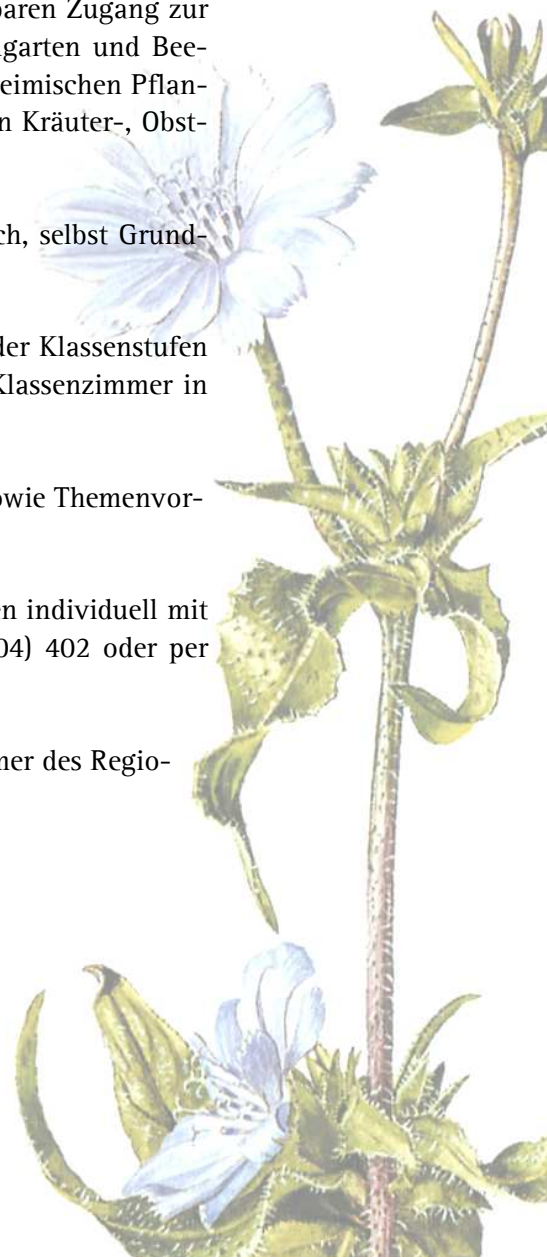 baren Zugang zur
garten und Bee-
eimischen Pflan-
n Kräuter-, Obst-
ch, selbst Grund-
der Klassenstufen
Klassenzimmer in
owie Themenvor-
en individuell mit
04) 402 oder per
ner des Regio-